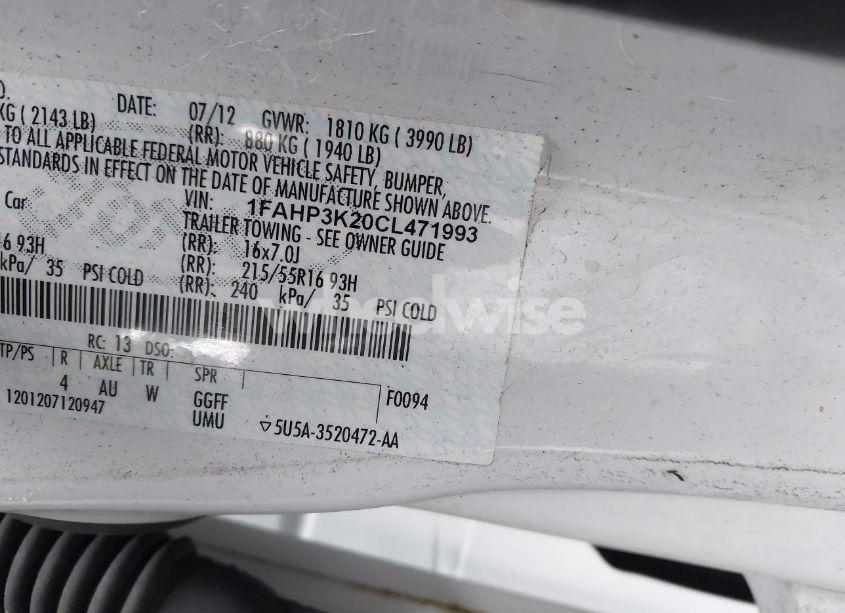 O.
DATE: 07/12 GVWR: 1810 KG ( 3990 LB)
KG ( 2143 LB) (RR): 880 KG ( 1940 LB)
TO ALL APPLICABLE FEDERAL MOTOR VEHICLE SAFETY, BUMPER,
STANDARDS IN EFFECT ON THE DATE OF MANUFACTURE SHOWN ABOVE.
Car VIN: 1FAHP3K20CL471993
TRAILER TOWING - SEE OWNER GUIDE
(RR): 16x7.0J
16 93H (RR): 215/55R16 93H
kPa/ 35 PSI COLD (RR): 240 kPa/ 35 PSI COLD
wheelwise
RC: 13 DSO:
TP/PS R AXLE TR SPR
4 AU W GGFF F0094
1201207120947 UMU 5U5A-3520472-AA